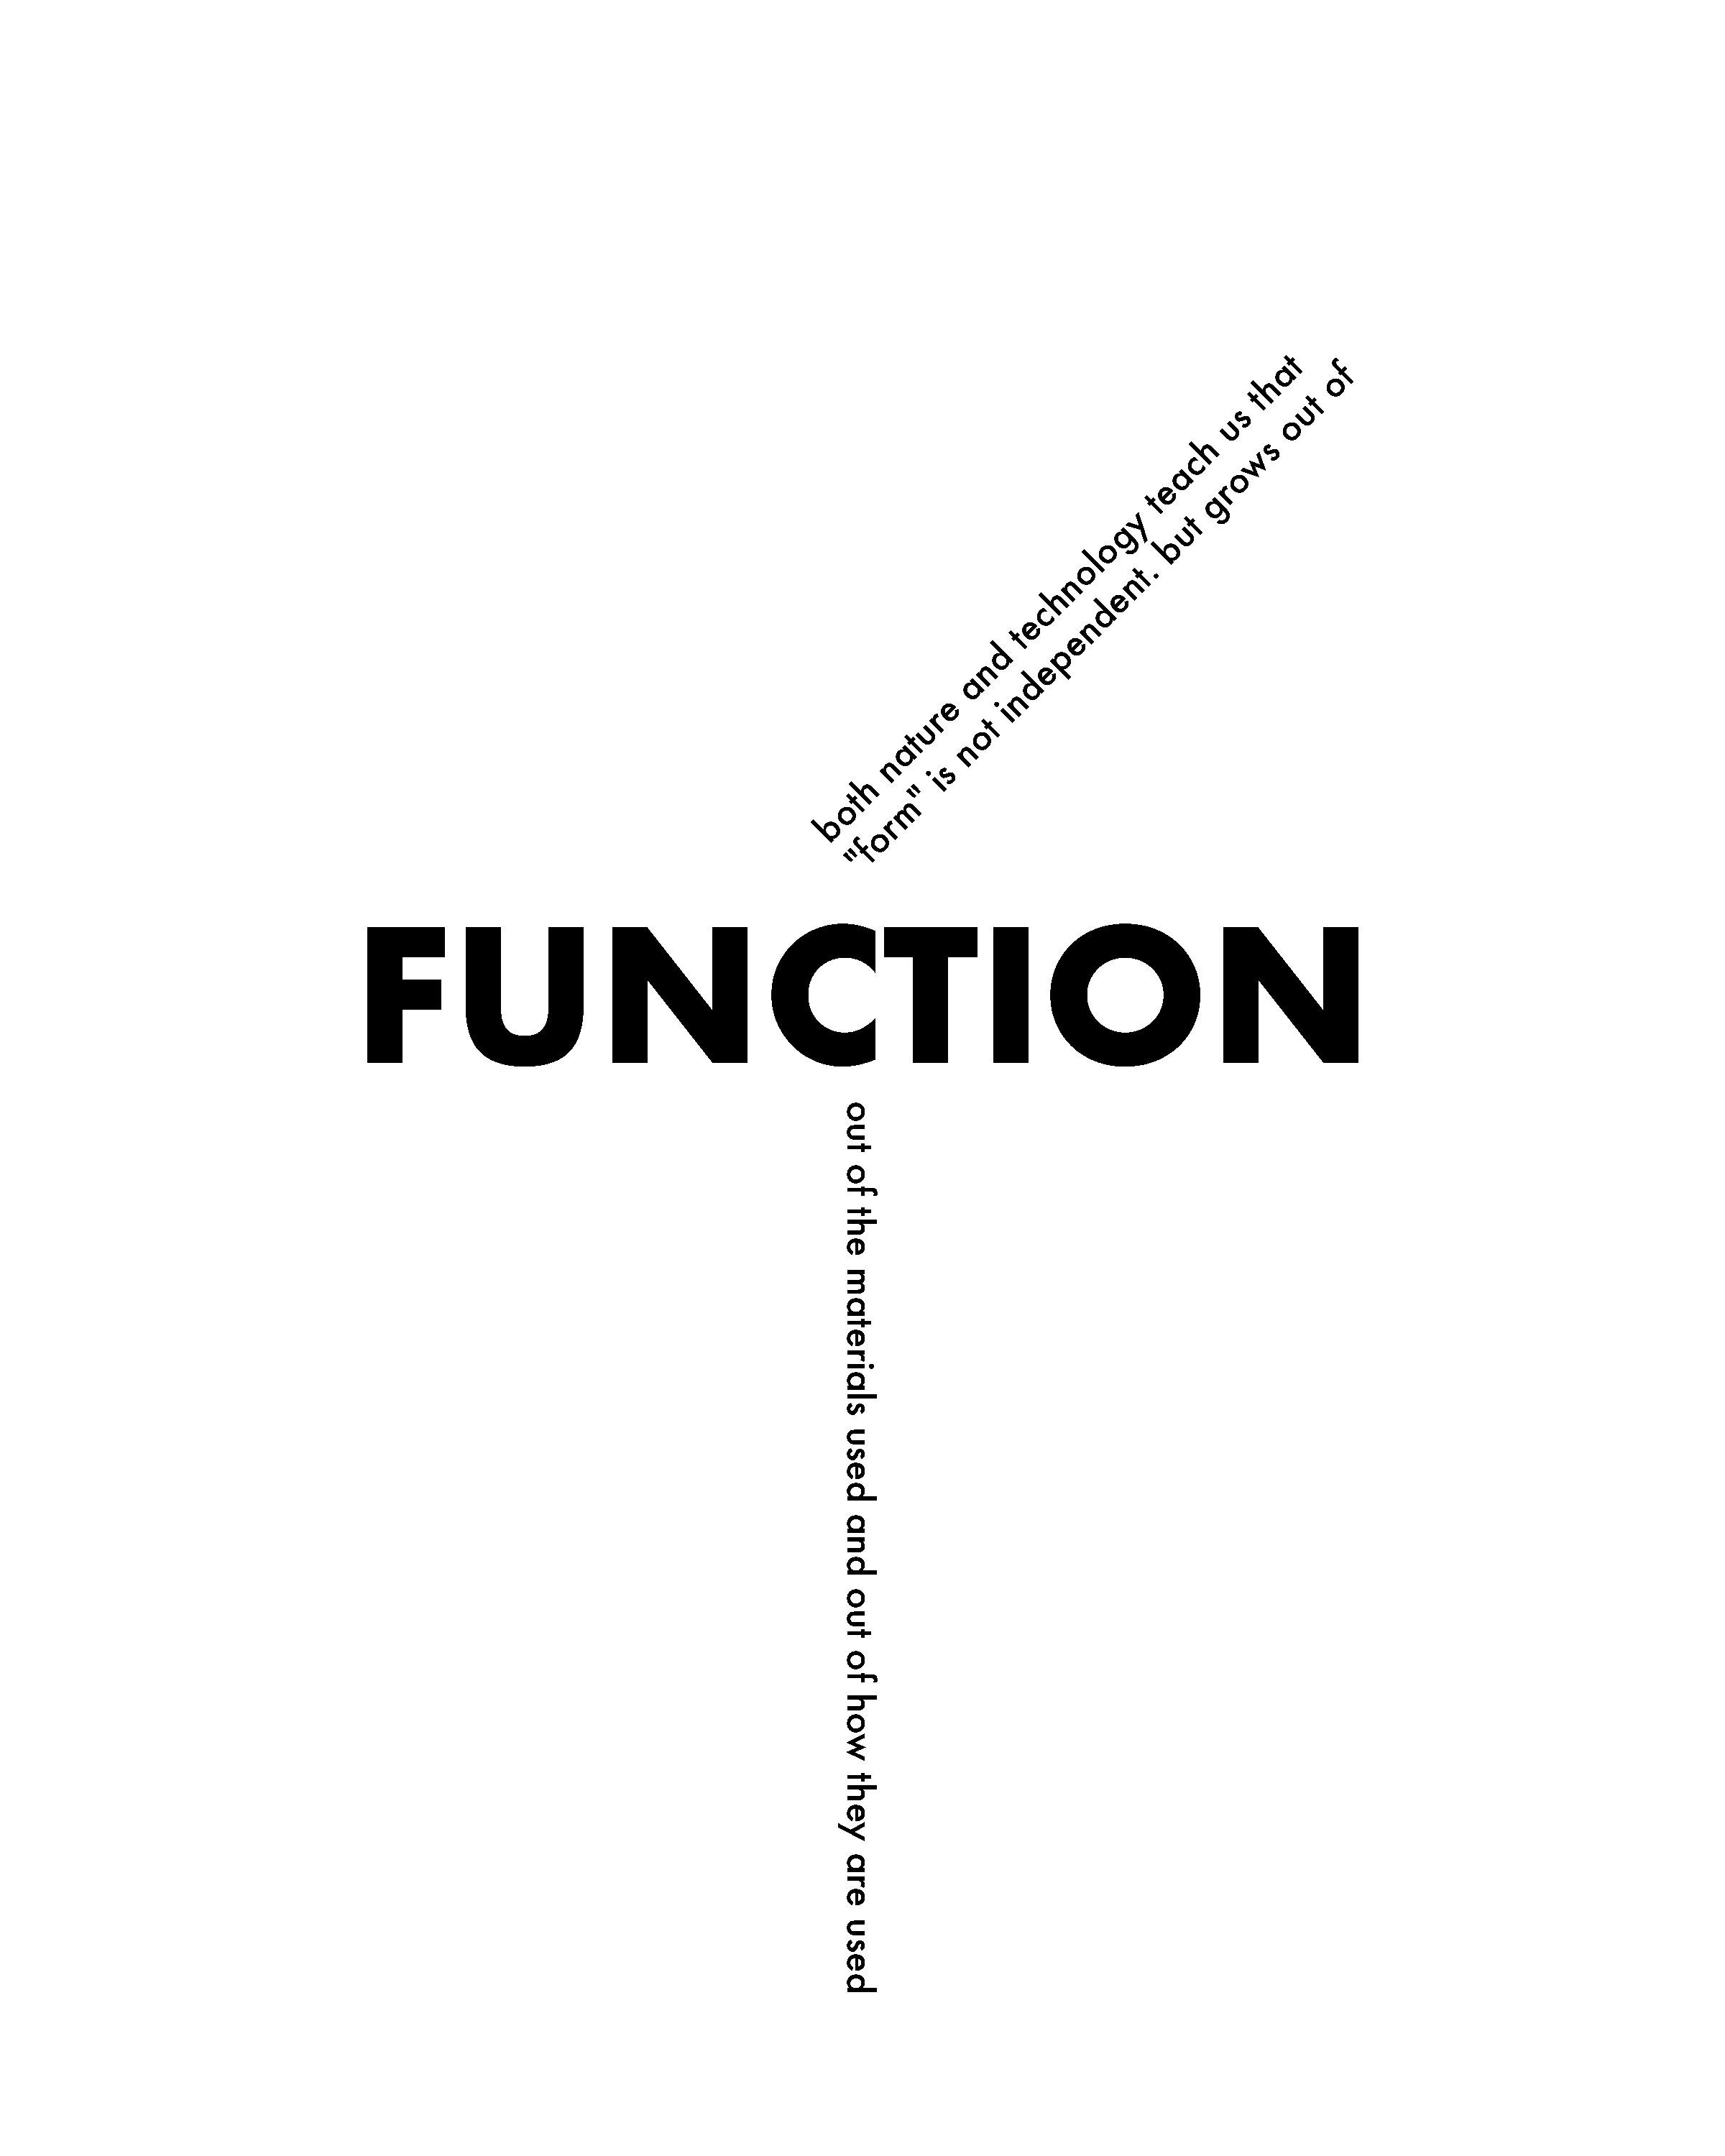 both nature and technology teach us that
"form" is not independent. but grows out of
FUNCTION
out of the materials used and out of how they are used